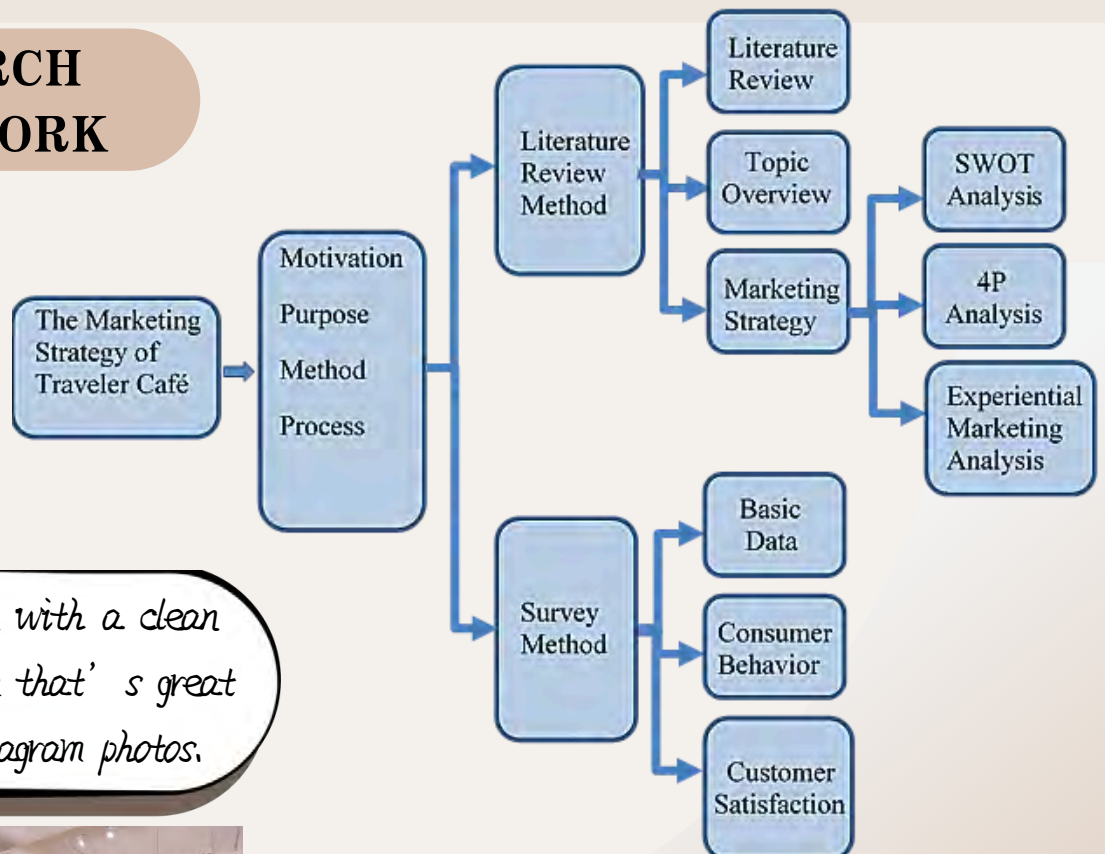 RCH
ORK
The Marketing
Strategy of
Traveler Café
Motivation
Purpose
Method
Process
Literature
Review
Method
Literature
Review
Topic
Overview
Marketing
Strategy
SWOT
Analysis
4P
Analysis
Experiential
Marketing
Analysis
Survey
Method
Basic
Data
Consumer
Behavior
Customer
Satisfaction
with a clean
that’ s great
agram photos.